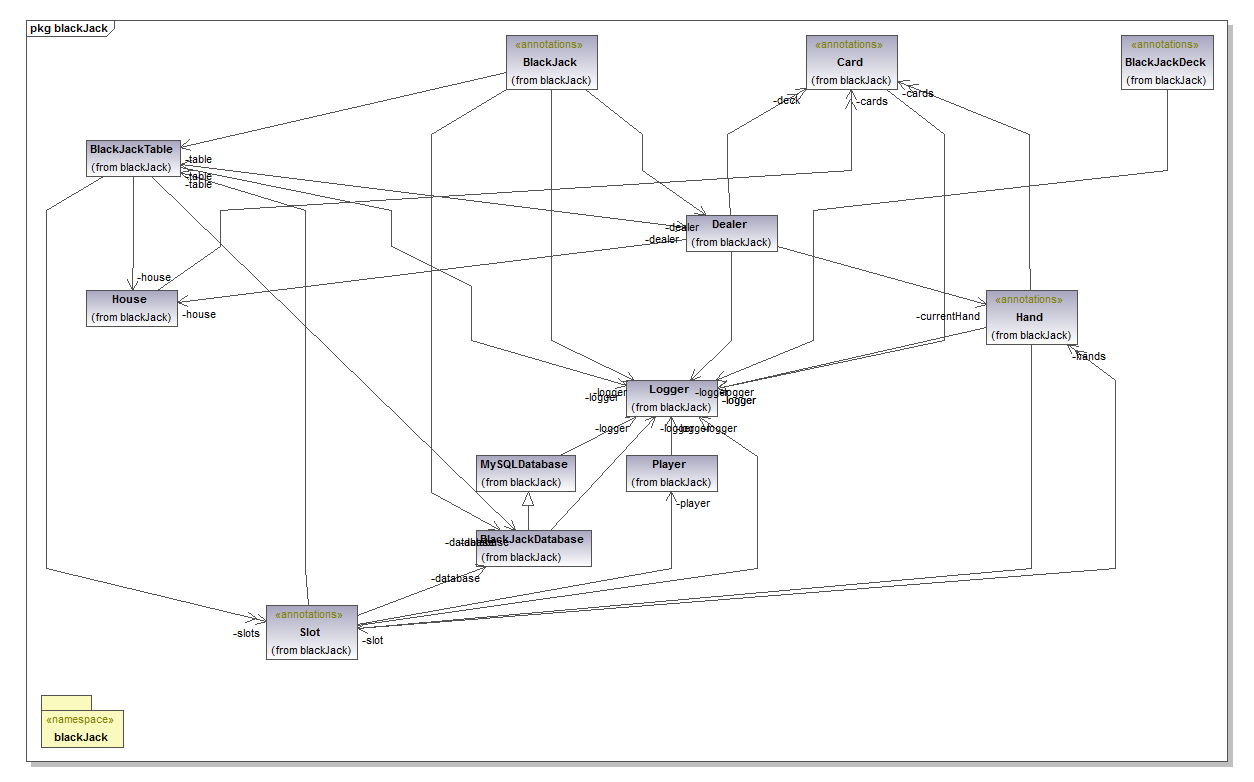 pkg blackJack
«annotations»
BlackJack
(from blackJack)
«annotations»
Card
(from blackJack)
«annotations»
BlackJackDeck
(from blackJack)
-deck
-cards
-cards
BlackJackTable
(from blackJack)
-table
-table
-table
Dealer
(from blackJack)
-dealer
-dealer
-house
House
(from blackJack)
-house
«annotations»
Hand
(from blackJack)
-currentHand
-hands
Logger
(from blackJack)
-logger
-logger
-logger
-logger
-logger
-logger
-logger
-logger
-logger
MySQLDatabase
(from blackJack)
Player
(from blackJack)
-player
BlackJackDatabase
(from blackJack)
-database
-database
-database
«annotations»
Slot
(from blackJack)
-slots
-slot
«namespace»
blackJack